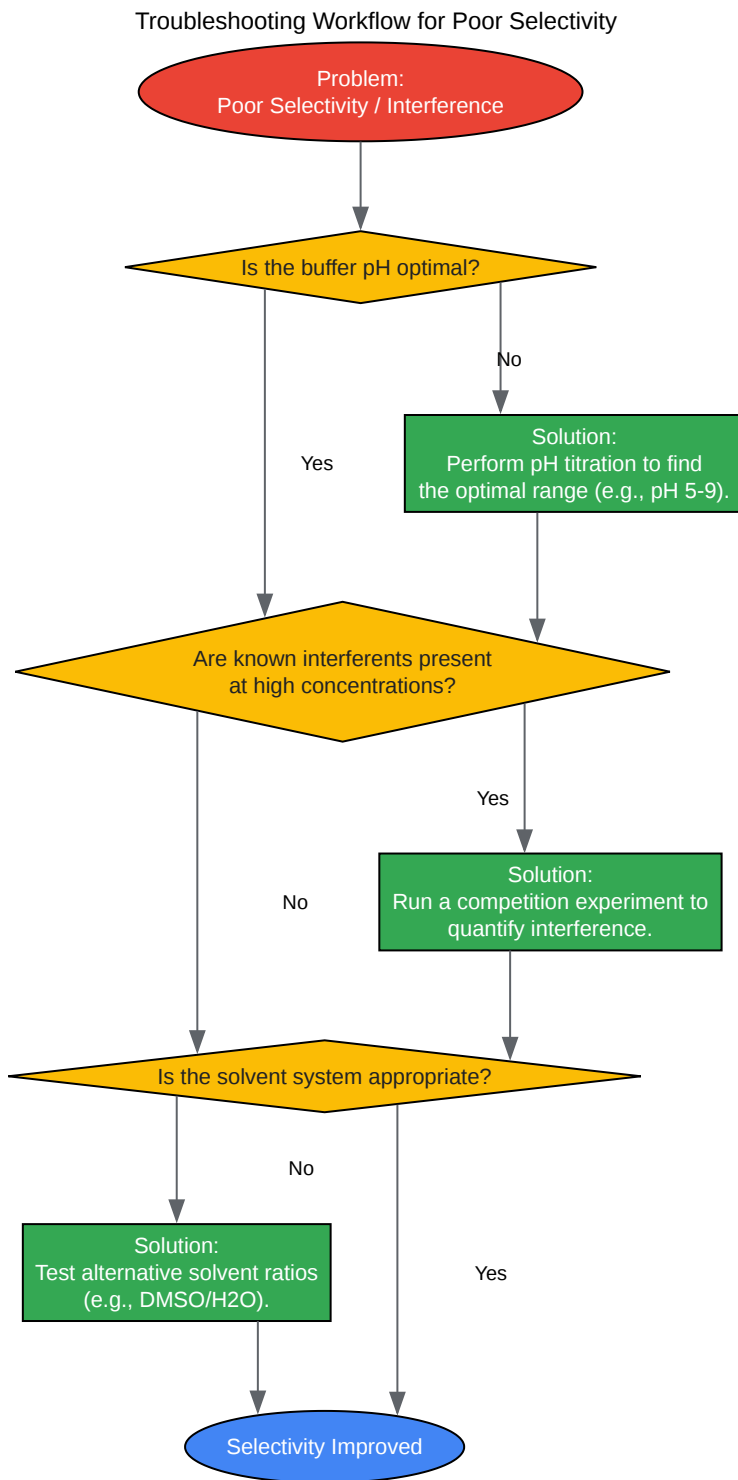 Troubleshooting Workflow for Poor Selectivity
Problem:
Poor Selectivity / Interference
Is the buffer pH optimal?
No
Solution:
Perform pH titration to find
the optimal range (e.g., pH 5-9).
Yes
Are known interferents present
at high concentrations?
Yes
Solution:
Run a competition experiment to
quantify interference.
No
Is the solvent system appropriate?
No
Solution:
Test alternative solvent ratios
(e.g., DMSO/H2O).
Yes
Selectivity Improved